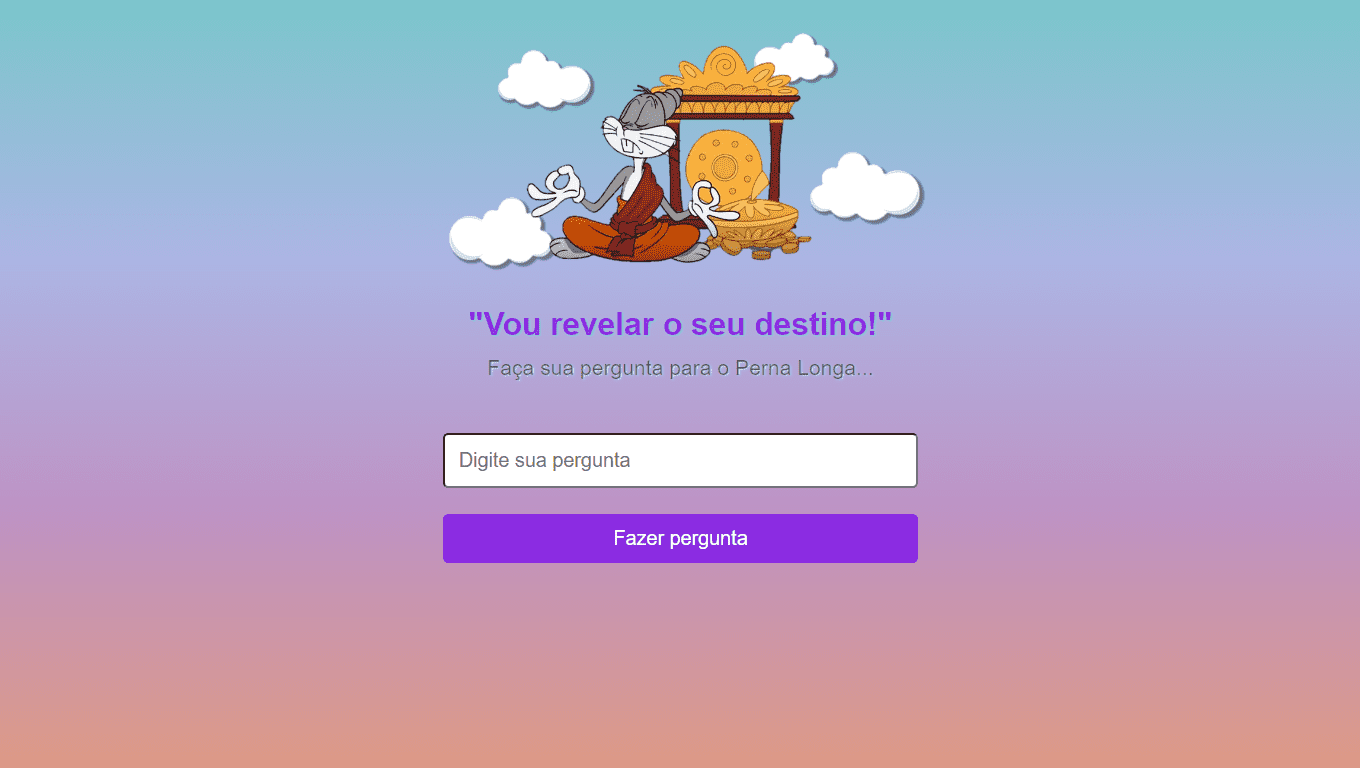 "Vou revelar o seu destino!"
Faça sua pergunta para o Perna Longa...
Digite sua pergunta
Fazer pergunta